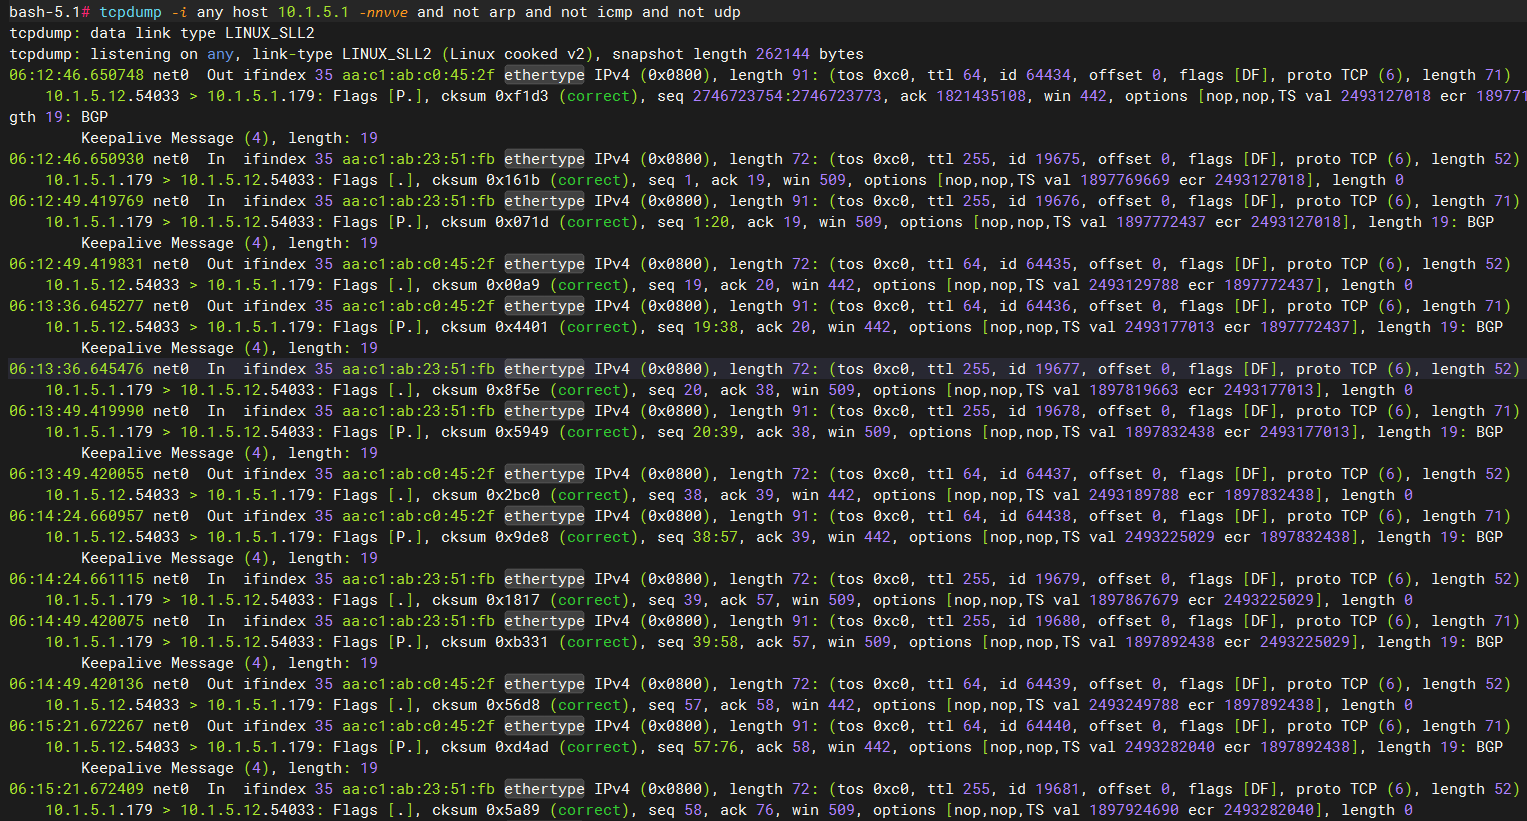 bash-5.1# tcpdump -i any host 10.1.5.1 -nnvve and not arp and not icmp and not udp
tcpdump: data link type LINUX_SLL2
tcpdump: listening on any, link-type LINUX_SLL2 (Linux cooked v2), snapshot length 262144 bytes
06:12:46.650748 net0  Out ifindex 35 aa:c1:ab:c0:45:2f ethertype IPv4 (0x0800), length 91: (tos 0xc0, ttl 64, id 64434, offset 0, flags [DF], proto TCP (6), length 71)
    10.1.5.12.54033 > 10.1.5.1.179: Flags [P.], cksum 0xf1d3 (correct), seq 2746723754:2746723773, ack 1821435108, win 442, options [nop,nop,TS val 2493127018 ecr 189771
gth 19: BGP
        Keepalive Message (4), length: 19
06:12:46.650930 net0  In  ifindex 35 aa:c1:ab:23:51:fb ethertype IPv4 (0x0800), length 72: (tos 0xc0, ttl 255, id 19675, offset 0, flags [DF], proto TCP (6), length 52)
    10.1.5.1.179 > 10.1.5.12.54033: Flags [.], cksum 0x161b (correct), seq 1, ack 19, win 509, options [nop,nop,TS val 1897769669 ecr 2493127018], length 0
06:12:49.419769 net0  In  ifindex 35 aa:c1:ab:23:51:fb ethertype IPv4 (0x0800), length 91: (tos 0xc0, ttl 255, id 19676, offset 0, flags [DF], proto TCP (6), length 71)
    10.1.5.1.179 > 10.1.5.12.54033: Flags [P.], cksum 0x071d (correct), seq 1:20, ack 19, win 509, options [nop,nop,TS val 1897772437 ecr 2493127018], length 19: BGP
        Keepalive Message (4), length: 19
06:12:49.419831 net0  Out ifindex 35 aa:c1:ab:c0:45:2f ethertype IPv4 (0x0800), length 72: (tos 0xc0, ttl 64, id 64435, offset 0, flags [DF], proto TCP (6), length 52)
    10.1.5.12.54033 > 10.1.5.1.179: Flags [.], cksum 0x00a9 (correct), seq 19, ack 20, win 442, options [nop,nop,TS val 2493129788 ecr 1897772437], length 0
06:13:36.645277 net0  Out ifindex 35 aa:c1:ab:c0:45:2f ethertype IPv4 (0x0800), length 91: (tos 0xc0, ttl 64, id 64436, offset 0, flags [DF], proto TCP (6), length 71)
    10.1.5.12.54033 > 10.1.5.1.179: Flags [P.], cksum 0x4401 (correct), seq 19:38, ack 20, win 442, options [nop,nop,TS val 2493177013 ecr 1897772437], length 19: BGP
        Keepalive Message (4), length: 19
06:13:36.645476 net0  In  ifindex 35 aa:c1:ab:23:51:fb ethertype IPv4 (0x0800), length 72: (tos 0xc0, ttl 255, id 19677, offset 0, flags [DF], proto TCP (6), length 52)
    10.1.5.1.179 > 10.1.5.12.54033: Flags [.], cksum 0x8f5e (correct), seq 20, ack 38, win 509, options [nop,nop,TS val 1897819663 ecr 2493177013], length 0
06:13:49.419990 net0  In  ifindex 35 aa:c1:ab:23:51:fb ethertype IPv4 (0x0800), length 91: (tos 0xc0, ttl 255, id 19678, offset 0, flags [DF], proto TCP (6), length 71)
    10.1.5.1.179 > 10.1.5.12.54033: Flags [P.], cksum 0x5949 (correct), seq 20:39, ack 38, win 509, options [nop,nop,TS val 1897832438 ecr 2493177013], length 19: BGP
        Keepalive Message (4), length: 19
06:13:49.420055 net0  Out ifindex 35 aa:c1:ab:c0:45:2f ethertype IPv4 (0x0800), length 72: (tos 0xc0, ttl 64, id 64437, offset 0, flags [DF], proto TCP (6), length 52)
    10.1.5.12.54033 > 10.1.5.1.179: Flags [.], cksum 0x2bc0 (correct), seq 38, ack 39, win 442, options [nop,nop,TS val 2493189788 ecr 1897832438], length 0
06:14:24.660957 net0  Out ifindex 35 aa:c1:ab:c0:45:2f ethertype IPv4 (0x0800), length 91: (tos 0xc0, ttl 64, id 64438, offset 0, flags [DF], proto TCP (6), length 71)
    10.1.5.12.54033 > 10.1.5.1.179: Flags [P.], cksum 0x9de8 (correct), seq 38:57, ack 39, win 442, options [nop,nop,TS val 2493225029 ecr 1897832438], length 19: BGP
        Keepalive Message (4), length: 19
06:14:24.661115 net0  In  ifindex 35 aa:c1:ab:23:51:fb ethertype IPv4 (0x0800), length 72: (tos 0xc0, ttl 255, id 19679, offset 0, flags [DF], proto TCP (6), length 52)
    10.1.5.1.179 > 10.1.5.12.54033: Flags [.], cksum 0x1817 (correct), seq 39, ack 57, win 509, options [nop,nop,TS val 1897867679 ecr 2493225029], length 0
06:14:49.420075 net0  In  ifindex 35 aa:c1:ab:23:51:fb ethertype IPv4 (0x0800), length 91: (tos 0xc0, ttl 255, id 19680, offset 0, flags [DF], proto TCP (6), length 71)
    10.1.5.1.179 > 10.1.5.12.54033: Flags [P.], cksum 0xb331 (correct), seq 39:58, ack 57, win 509, options [nop,nop,TS val 1897892438 ecr 2493225029], length 19: BGP
        Keepalive Message (4), length: 19
06:14:49.420136 net0  Out ifindex 35 aa:c1:ab:c0:45:2f ethertype IPv4 (0x0800), length 72: (tos 0xc0, ttl 64, id 64439, offset 0, flags [DF], proto TCP (6), length 52)
    10.1.5.12.54033 > 10.1.5.1.179: Flags [.], cksum 0x56d8 (correct), seq 57, ack 58, win 442, options [nop,nop,TS val 2493249788 ecr 1897892438], length 0
06:15:21.672267 net0  Out ifindex 35 aa:c1:ab:c0:45:2f ethertype IPv4 (0x0800), length 91: (tos 0xc0, ttl 64, id 64440, offset 0, flags [DF], proto TCP (6), length 71)
    10.1.5.12.54033 > 10.1.5.1.179: Flags [P.], cksum 0xd4ad (correct), seq 57:76, ack 58, win 442, options [nop,nop,TS val 2493282040 ecr 1897892438], length 19: BGP
        Keepalive Message (4), length: 19
06:15:21.672409 net0  In  ifindex 35 aa:c1:ab:23:51:fb ethertype IPv4 (0x0800), length 72: (tos 0xc0, ttl 255, id 19681, offset 0, flags [DF], proto TCP (6), length 52)
    10.1.5.1.179 > 10.1.5.12.54033: Flags [.], cksum 0x5a89 (correct), seq 58, ack 76, win 509, options [nop,nop,TS val 1897924690 ecr 2493282040], length 0